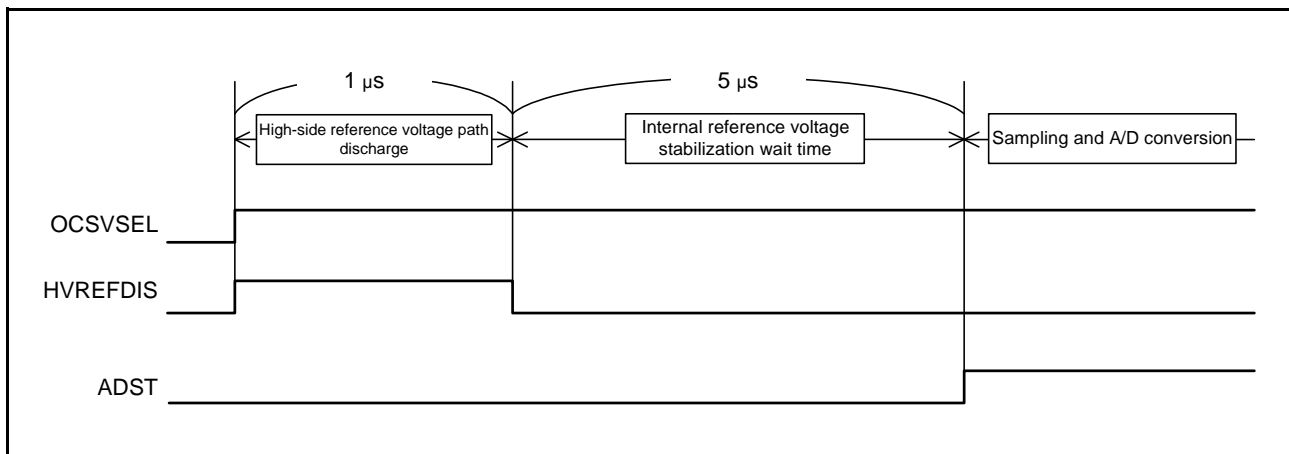 1 µs
5 µs
High-side reference voltage path
discharge
Internal reference voltage
stabilization wait time
Sampling and A/D conversion
OCSVSEL
HVREFDIS
ADST